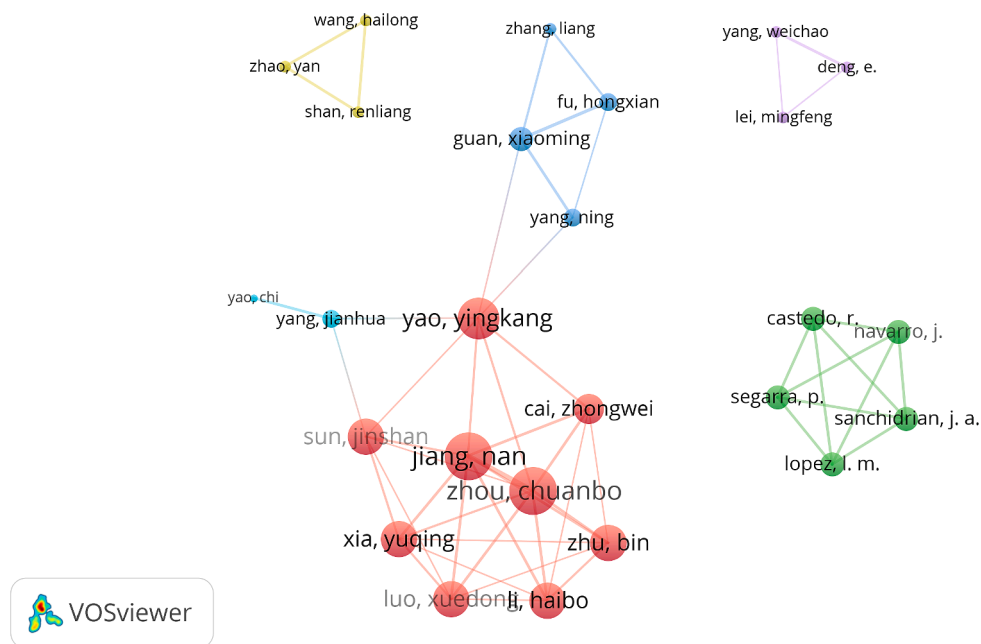 wang, hailong
zhang, liang
yang, weichao
zhao, yan
deng, e.
fu, hongxian
shan, renliang
lei, mingfeng
guan, xiaoming
yang, ning
yao, chi
yang, jianhua
yao, yingkang
castedo, r.
navarro, j.
segarra, p.
cai, zhongwei
sanchidrian, j. a.
sun, jinshan
jiang, nan
lopez, l. m.
zhou, chuanbo
xia, yuqing
zhu, bin
luo, xuedong
li, haibo
VOSviewer